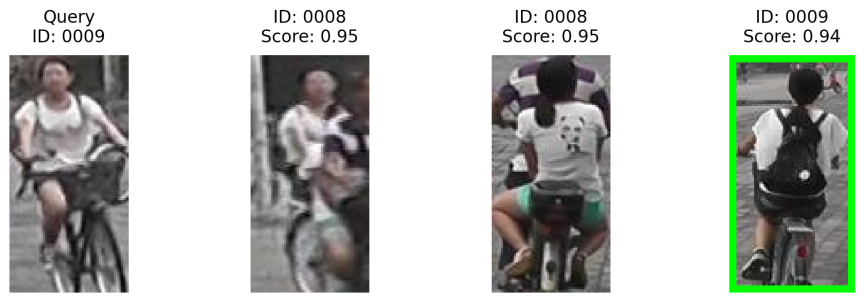 Query
ID: 0009
ID: 0008
Score: 0.95
ID: 0008
Score: 0.95
ID: 0009
Score: 0.94